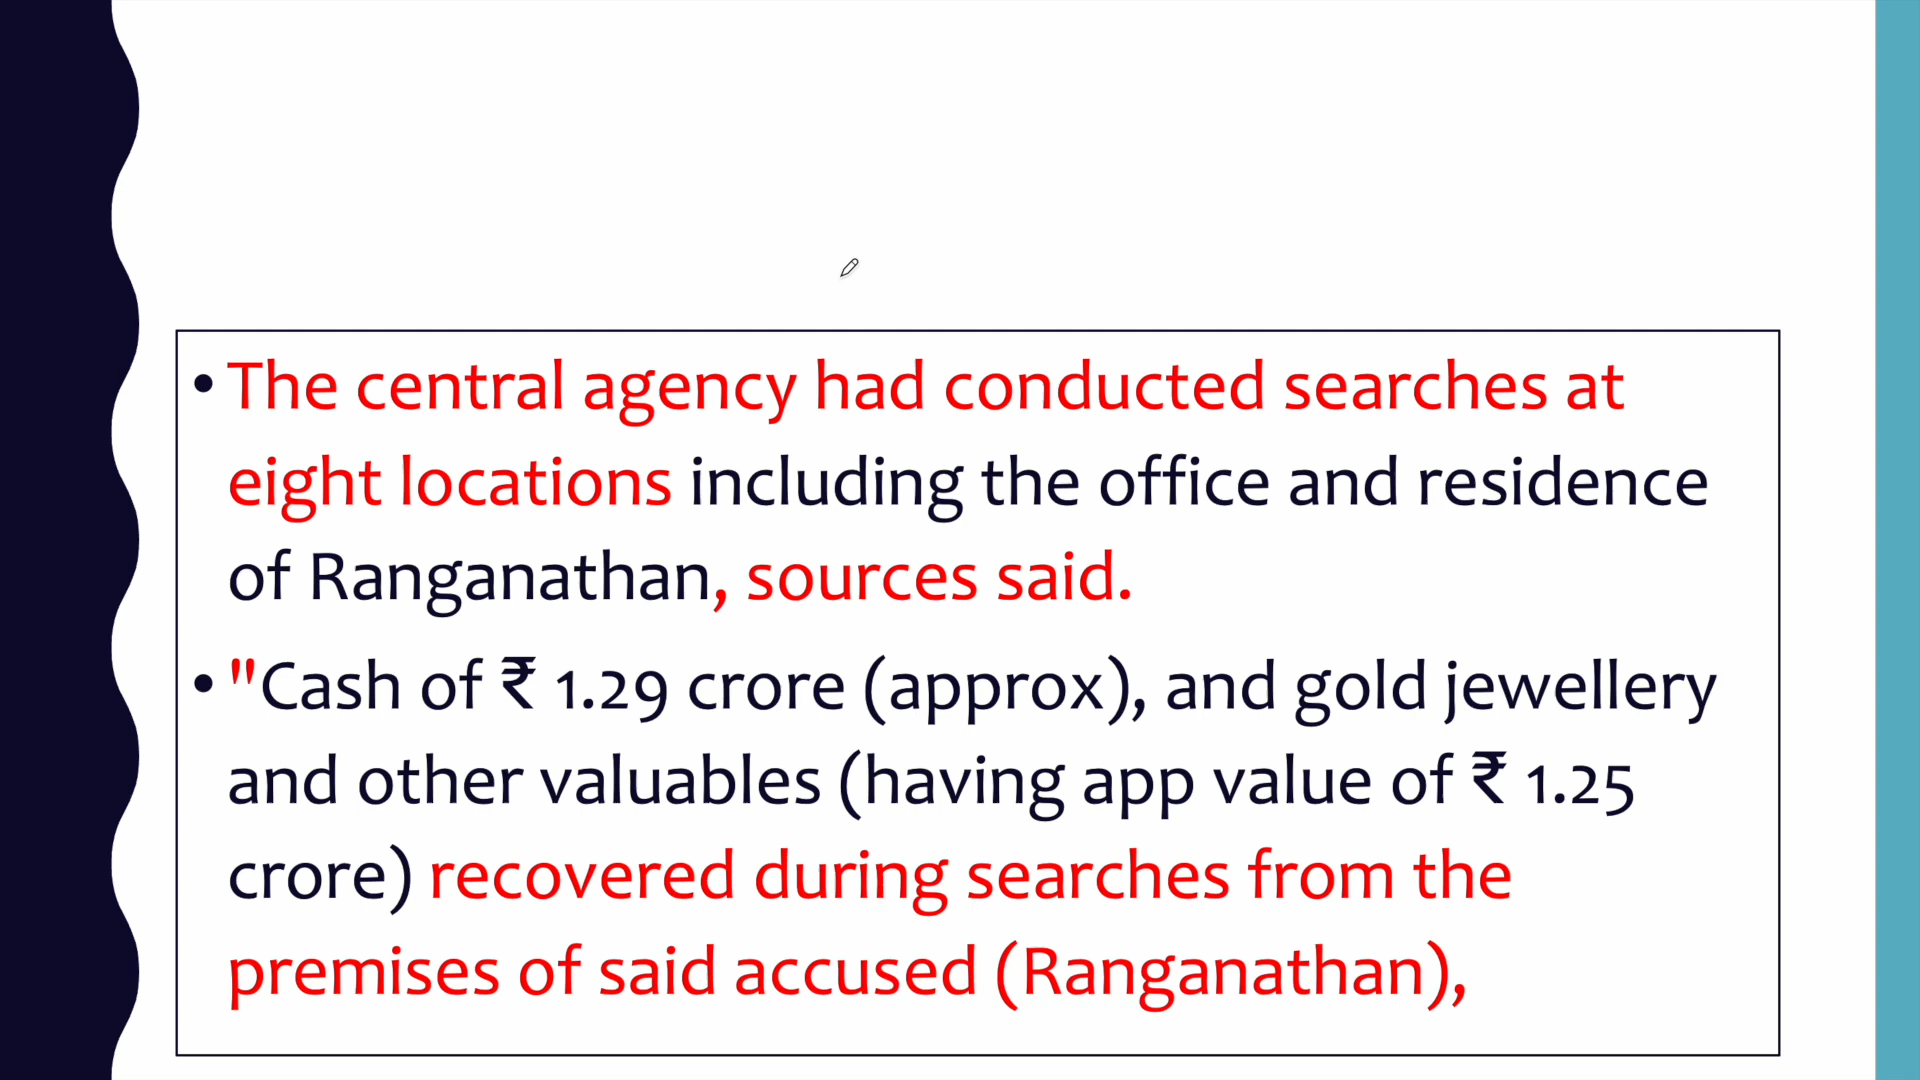 • The central agency had conducted searches at
eight locations including the office and residence
of Ranganathan, sources said.
• "Cash of ₹ 1.29 crore (approx), and gold jewellery
and other valuables (having app value of ₹ 1.25
crore) recovered during searches from the
premises of said accused (Ranganathan),